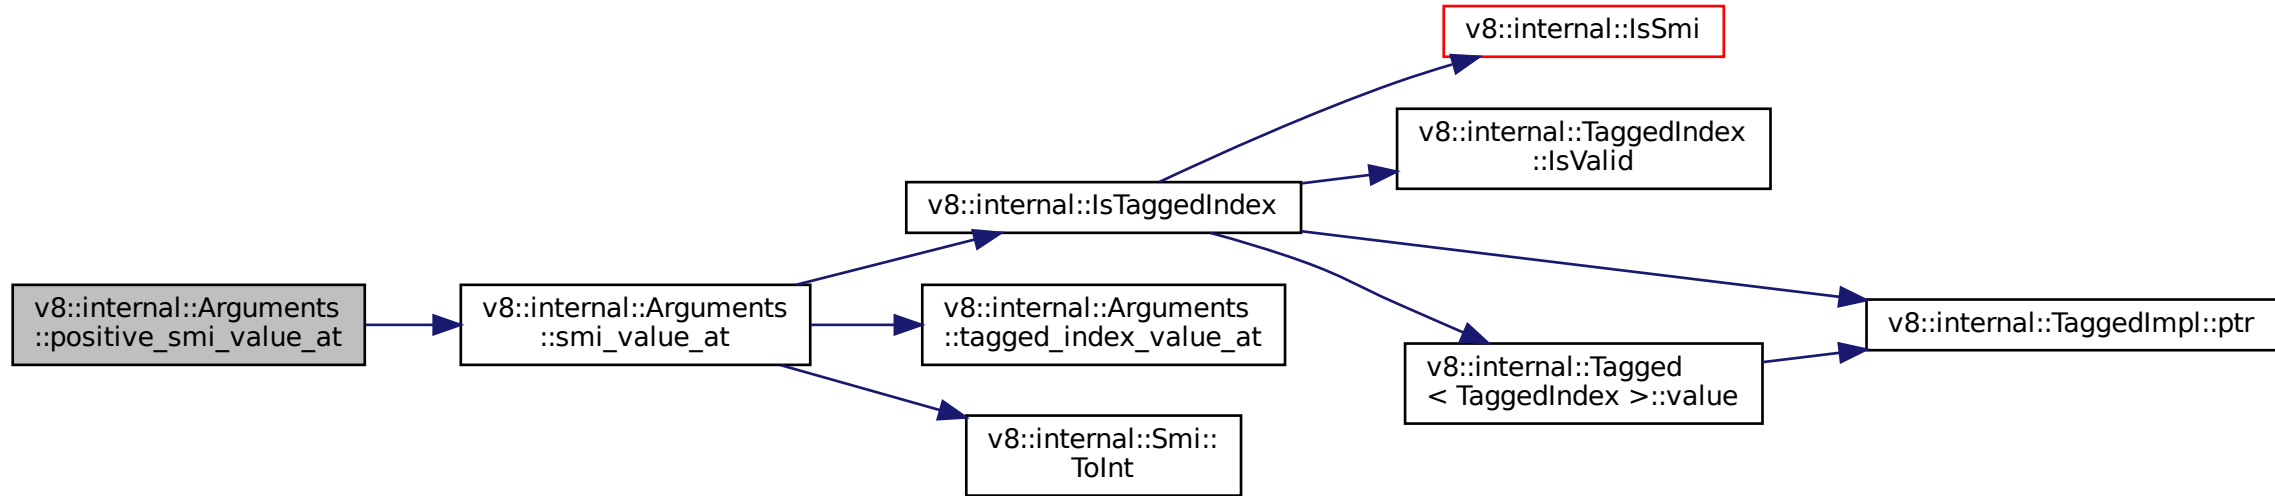 v8::internal::Arguments
::positive_smi_value_at
v8::internal::Arguments
::smi_value_at
v8::internal::IsTaggedIndex
v8::internal::Arguments
::tagged_index_value_at
v8::internal::Smi::
ToInt
v8::internal::IsSmi
v8::internal::TaggedIndex
::IsValid
v8::internal::Tagged
< TaggedIndex >::value
v8::internal::TaggedImpl::ptr